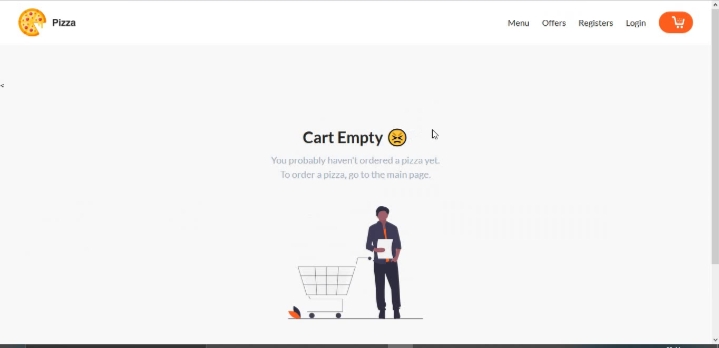 Pizza
Menu Offers Registers Login
<
Cart Empty
You probably haven't ordered a pizza yet.
To order a pizza, go to the main page.